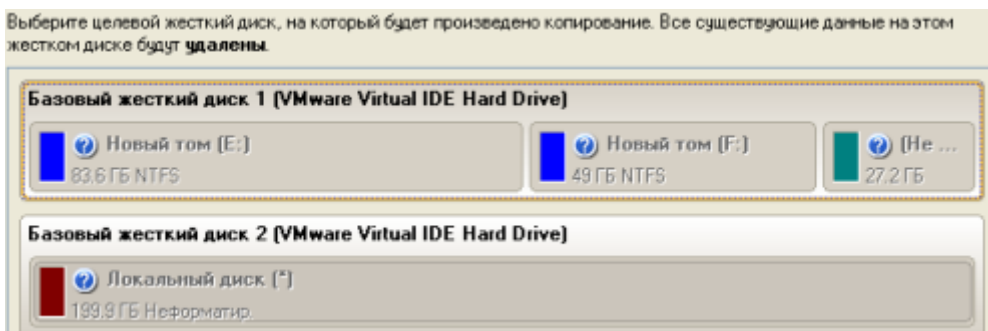 Выберите целевой жесткий диск, на который будет произведено копирование. Все существующие данные на этом
жестком диске будут удалены.
Базовый жесткий диск 1 (VMware Virtual IDE Hard Drive)
Новый том (E:)
83.6 ГБ NTFS
Новый том (F:)
49 ГБ NTFS
(Не ...
27.2 ГБ
Базовый жесткий диск 2 (VMware Virtual IDE Hard Drive)
Локальный диск (*)
199.9 ГБ Неформатир.